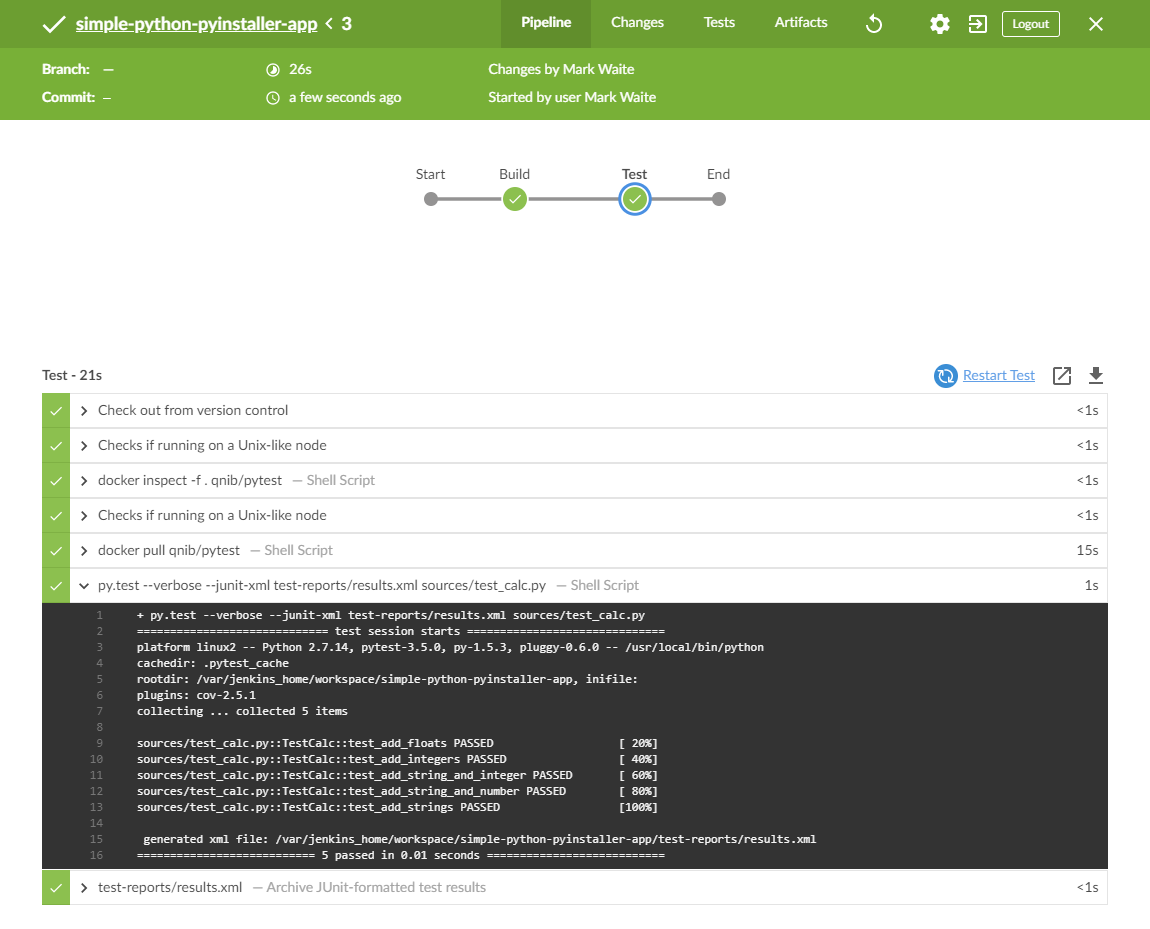 simple-python-pyinstaller-app < 3 Pipeline Changes Tests Artifacts Logout
Branch: — 26s Changes by Mark Waite
Commit: — a few seconds ago Started by user Mark Waite
Start Build Test End
Test - 21s Restart Test
Check out from version control <1s
Checks if running on a Unix-like node <1s
docker inspect -f . qnib/pytest — Shell Script <1s
Checks if running on a Unix-like node <1s
docker pull qnib/pytest — Shell Script 15s
py.test --verbose --junit-xml test-reports/results.xml sources/test_calc.py — Shell Script 1s
1 + py.test --verbose --junit-xml test-reports/results.xml sources/test_calc.py
2 ============================= test session starts ==============================
3 platform linux2 -- Python 2.7.14, pytest-3.5.0, py-1.5.3, pluggy-0.6.0 -- /usr/local/bin/python
4 cachedir: .pytest_cache
5 rootdir: /var/jenkins_home/workspace/simple-python-pyinstaller-app, inifile:
6 plugins: cov-2.5.1
7 collecting ... collected 5 items
8
9 sources/test_calc.py::TestCalc::test_add_floats PASSED [ 20%]
10 sources/test_calc.py::TestCalc::test_add_integers PASSED [ 40%]
11 sources/test_calc.py::TestCalc::test_add_string_and_integer PASSED [ 60%]
12 sources/test_calc.py::TestCalc::test_add_string_and_number PASSED [ 80%]
13 sources/test_calc.py::TestCalc::test_add_strings PASSED [100%]
14
15 generated xml file: /var/jenkins_home/workspace/simple-python-pyinstaller-app/test-reports/results.xml
16 =========================== 5 passed in 0.01 seconds ===========================
test-reports/results.xml — Archive JUnit-formatted test results <1s